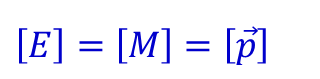 [E] = [M] = [p⃗]